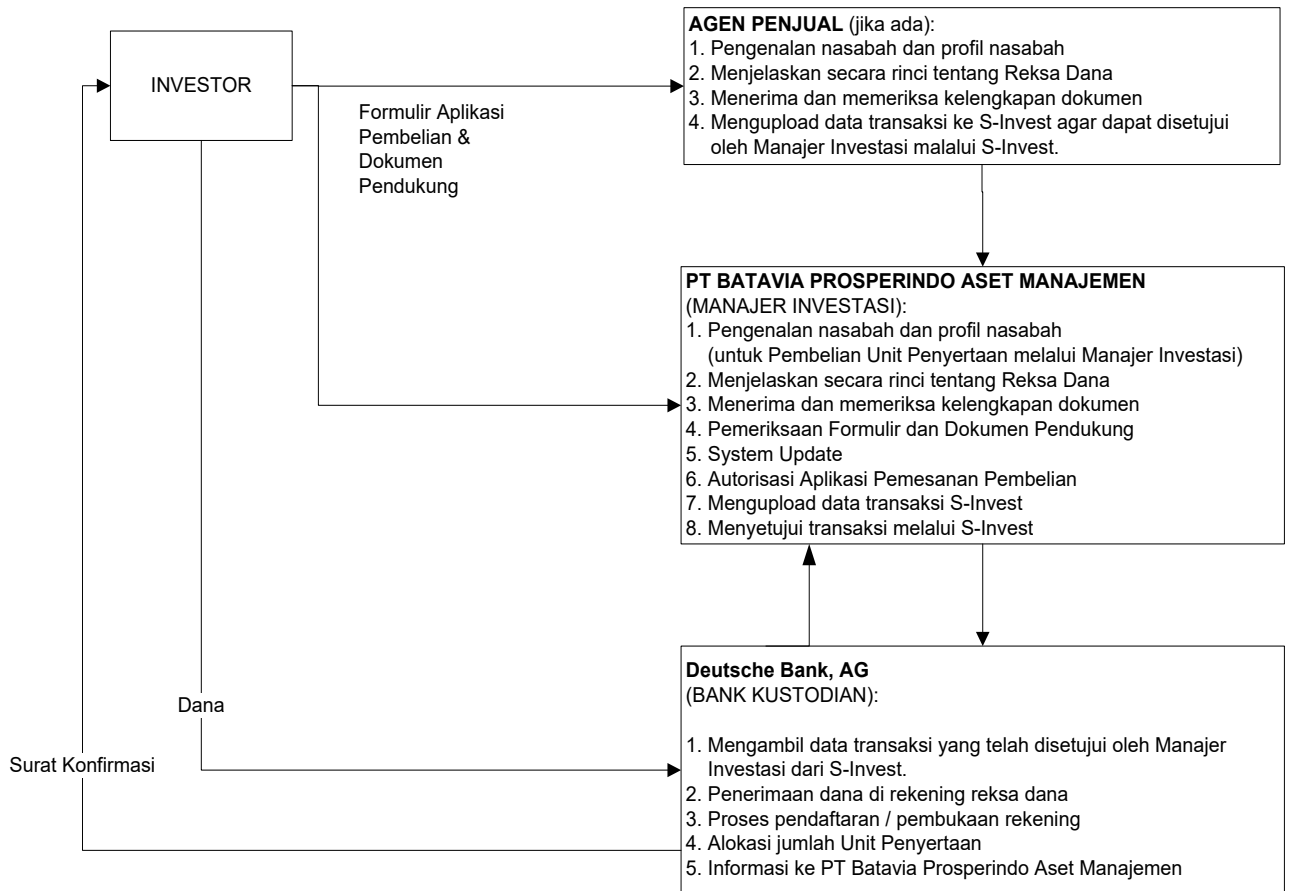 INVESTOR
Formulir Aplikasi
Pembelian &
Dokumen
Pendukung
AGEN PENJUAL (jika ada):
1. Pengenalan nasabah dan profil nasabah
2. Menjelaskan secara rinci tentang Reksa Dana
3. Menerima dan memeriksa kelengkapan dokumen
4. Mengupload data transaksi ke S-Invest agar dapat disetujui
oleh Manajer Investasi malalui S-Invest.
PT BATAVIA PROSPERINDO ASET MANAJEMEN
(MANAJER INVESTASI):
1. Pengenalan nasabah dan profil nasabah
(untuk Pembelian Unit Penyertaan melalui Manajer Investasi)
2. Menjelaskan secara rinci tentang Reksa Dana
3. Menerima dan memeriksa kelengkapan dokumen
4. Pemeriksaan Formulir dan Dokumen Pendukung
5. System Update
6. Autorisasi Aplikasi Pemesanan Pembelian
7. Mengupload data transaksi S-Invest
8. Menyetujui transaksi melalui S-Invest
Dana
Surat Konfirmasi
Deutsche Bank, AG
(BANK KUSTODIAN):
1. Mengambil data transaksi yang telah disetujui oleh Manajer
Investasi dari S-Invest.
2. Penerimaan dana di rekening reksa dana
3. Proses pendaftaran / pembukaan rekening
4. Alokasi jumlah Unit Penyertaan
5. Informasi ke PT Batavia Prosperindo Aset Manajemen